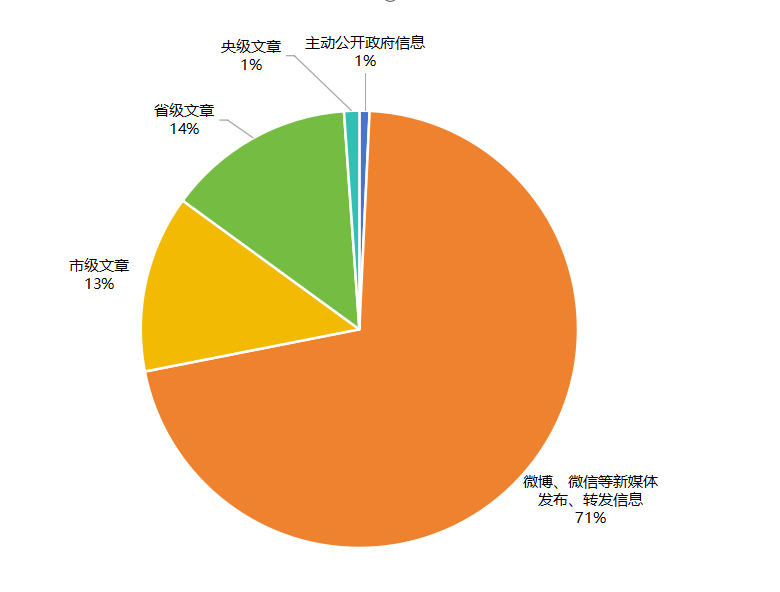 主动公开政府信息
1%
央级文章
1%
省级文章
14%
市级文章
13%
微博、微信等新媒体
发布、转发信息
71%